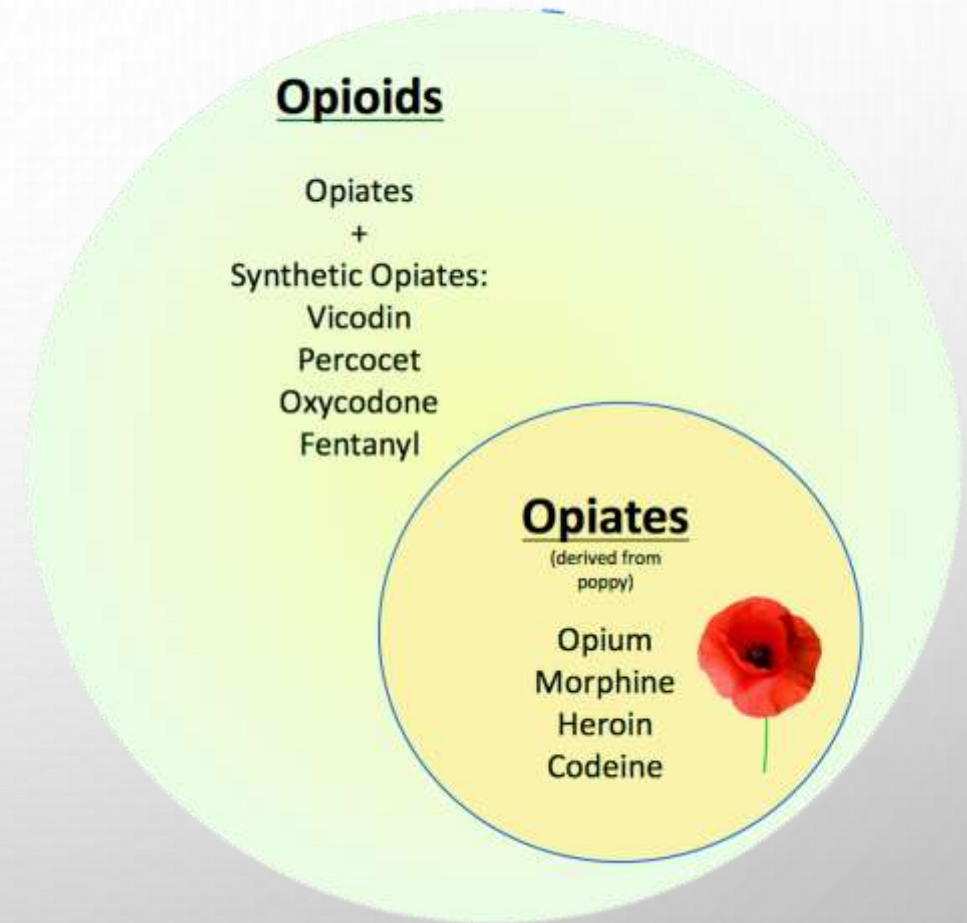 Opioids
Opiates
+
Synthetic Opiates:
Vicodin
Percocet
Oxycodone
Fentanyl
Opiates
(derived from
poppy)
Opium
Morphine
Heroin
Codeine